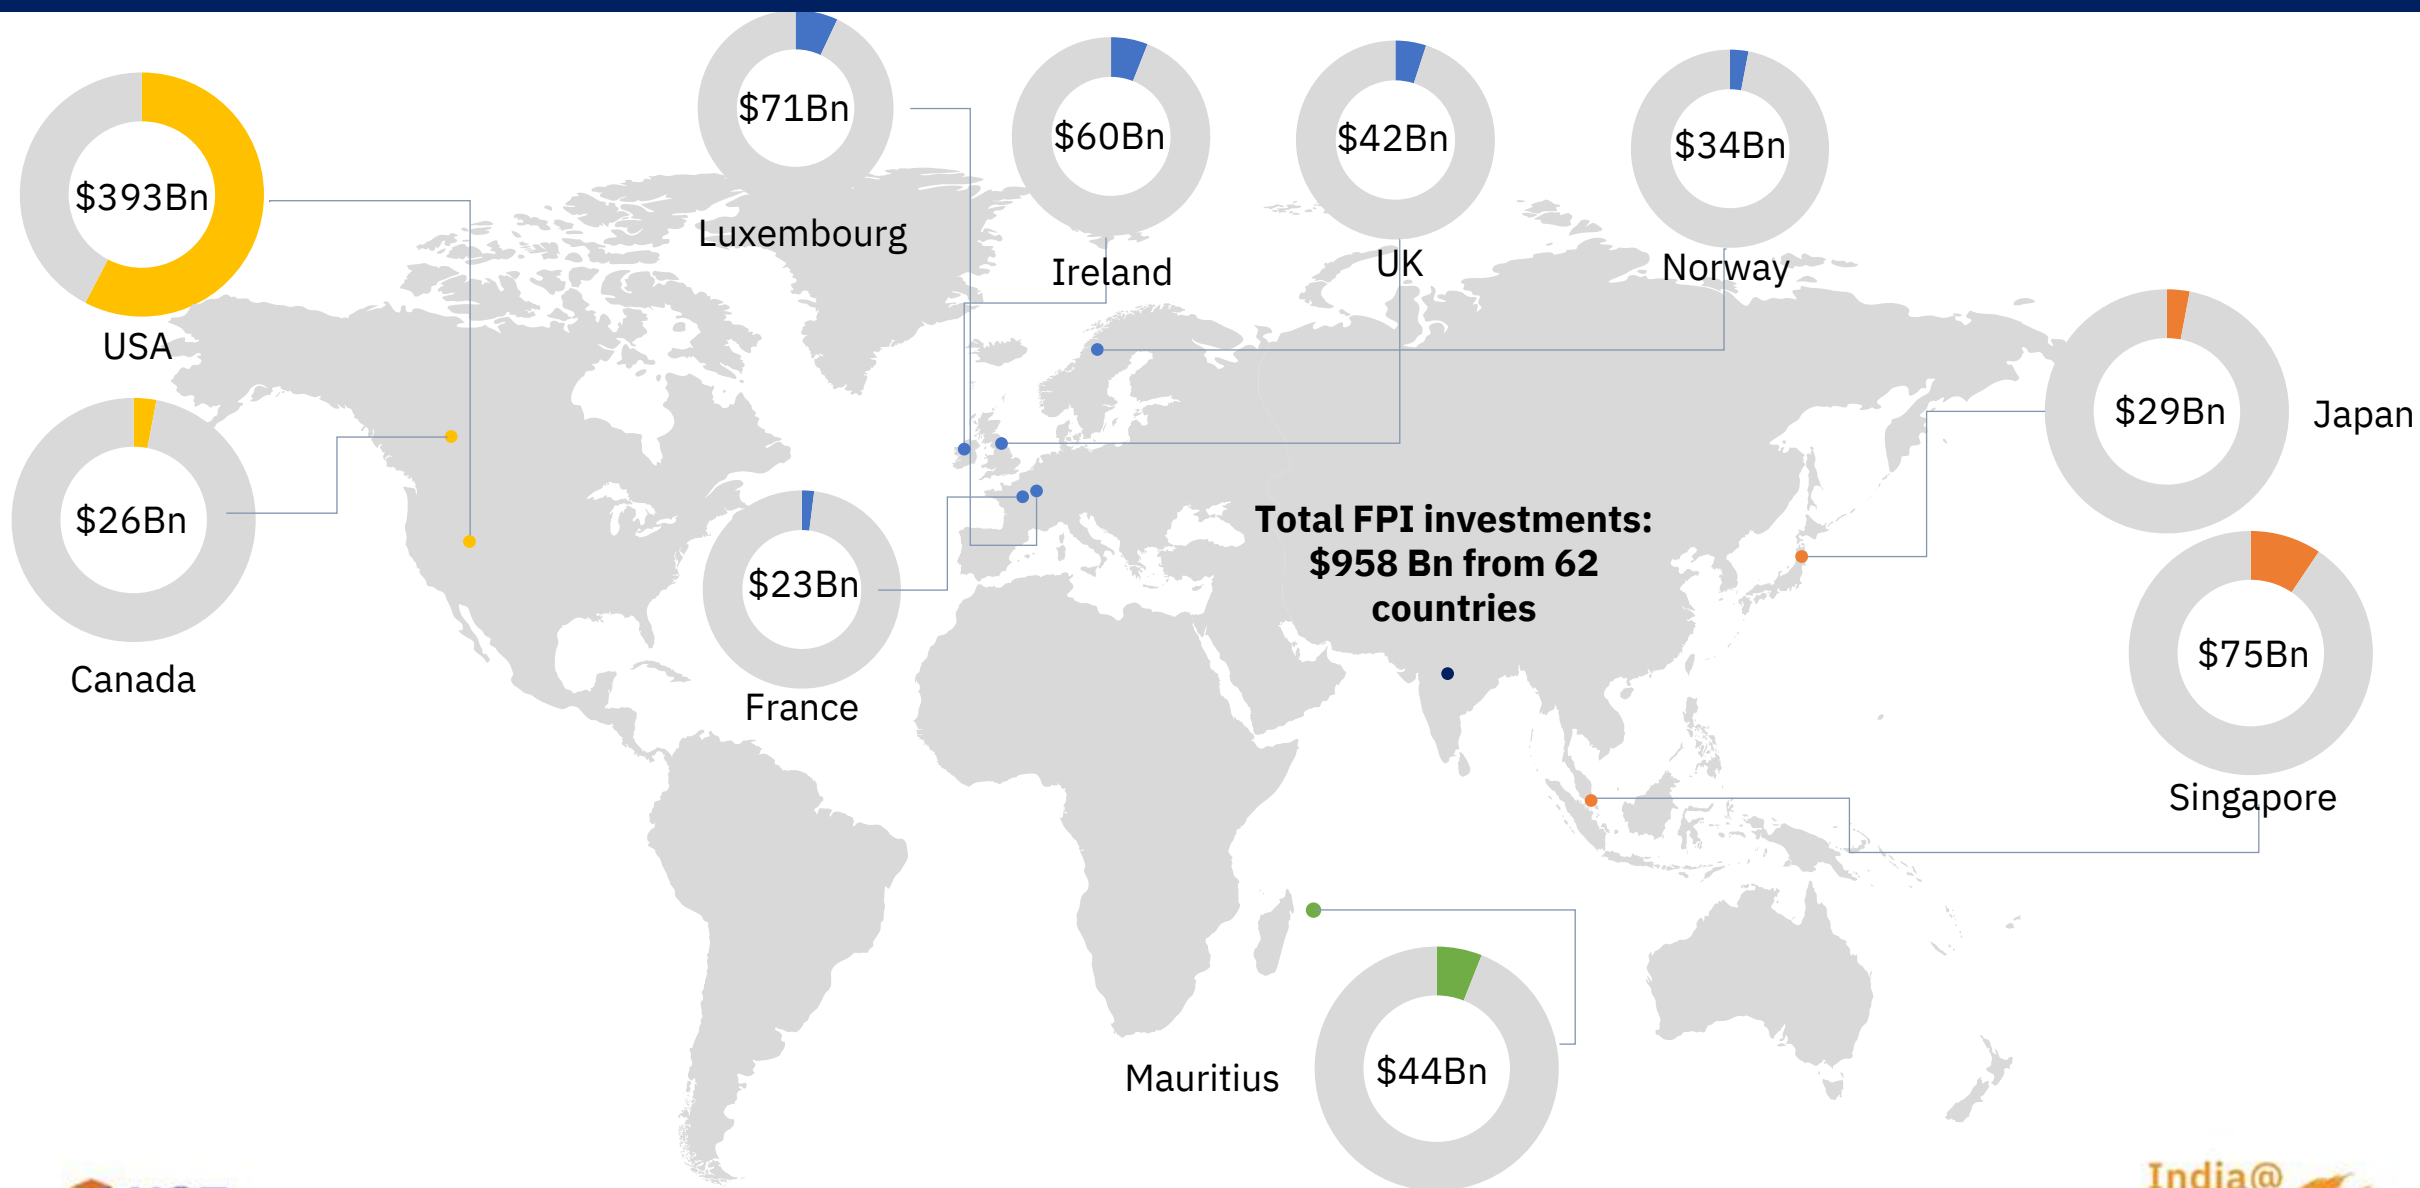 $71Bn
Luxembourg
$60Bn
Ireland
$42Bn
UK
$34Bn
Norway
$393Bn
USA
$29Bn
Japan
$26Bn
Canada
$23Bn
France
Total FPI investments:
$958 Bn from 62
countries
$75Bn
Singapore
Mauritius
$44Bn
India@